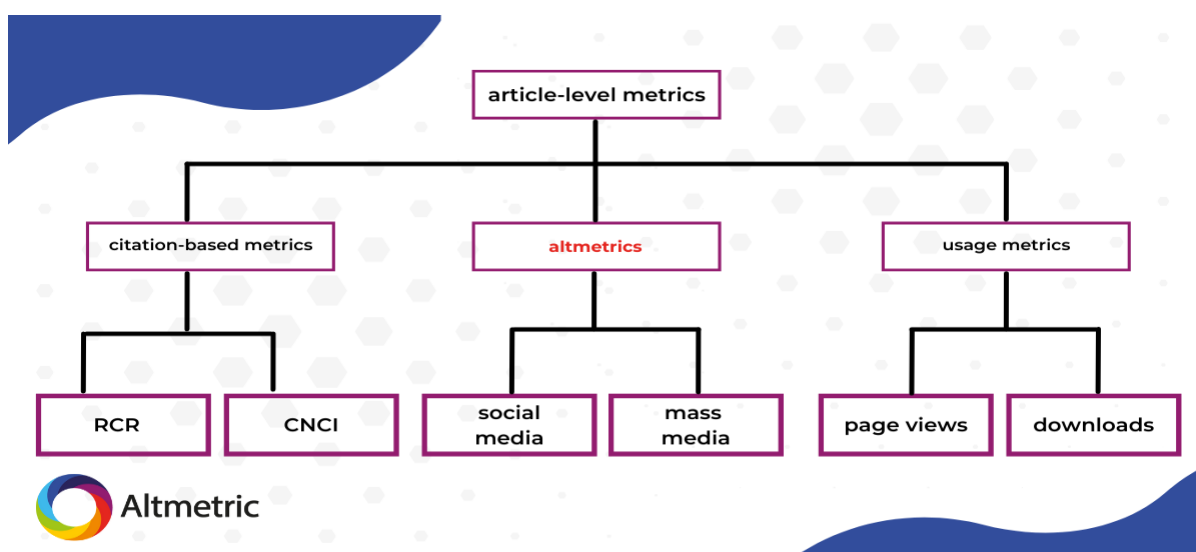 article-level metrics
citation-based metrics
altmetrics
usage metrics
RCR
CNCI
social
media
mass
media
page views
downloads
Altmetric